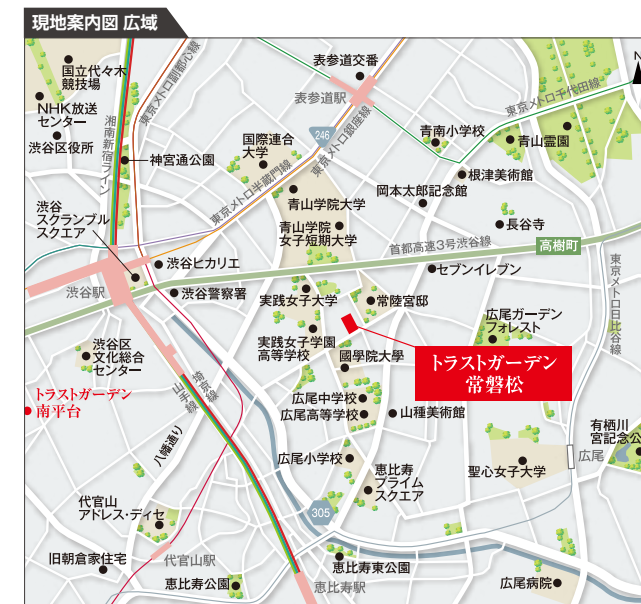 現地案内図 広域
国立代々木
競技場
NHK放送
センター
渋谷区役所
湘南新宿ライン
東京メトロ副都心線
神宮通公園
表参道交番
表参道駅
246
東京メトロ銀座線
東京メトロ半蔵門線
国際連合
大学
青南小学校
東京メトロ千代田線
N
青山霊園
根津美術館
岡本太郎記念館
青山学院大学
青山学院
女子短期大学
長谷寺
渋谷
スクランブル
スクエア
首都高速3号渋谷線
高樹町
渋谷ヒカリエ
セブンイレブン
東京メトロ日比谷線
渋谷駅
渋谷警察署
実践女子大学
常陸宮邸
広尾ガーデン
フォレスト
実践女子学園
高等学校
國學院大學
トラストガーデン
常磐松
渋谷区
文化総合
センター
埼京線
山手線
トラストガーデン
南平台
広尾中学校
広尾高等学校
山種美術館
八幡通り
有栖川
宮記念公
広尾
広尾小学校
恵比寿
プライム
スクエア
聖心女子大学
代官山
アドレス・ディセ
305
旧朝倉家住宅
代官山駅
恵比寿東公園
恵比寿公園
恵比寿駅
広尾病院